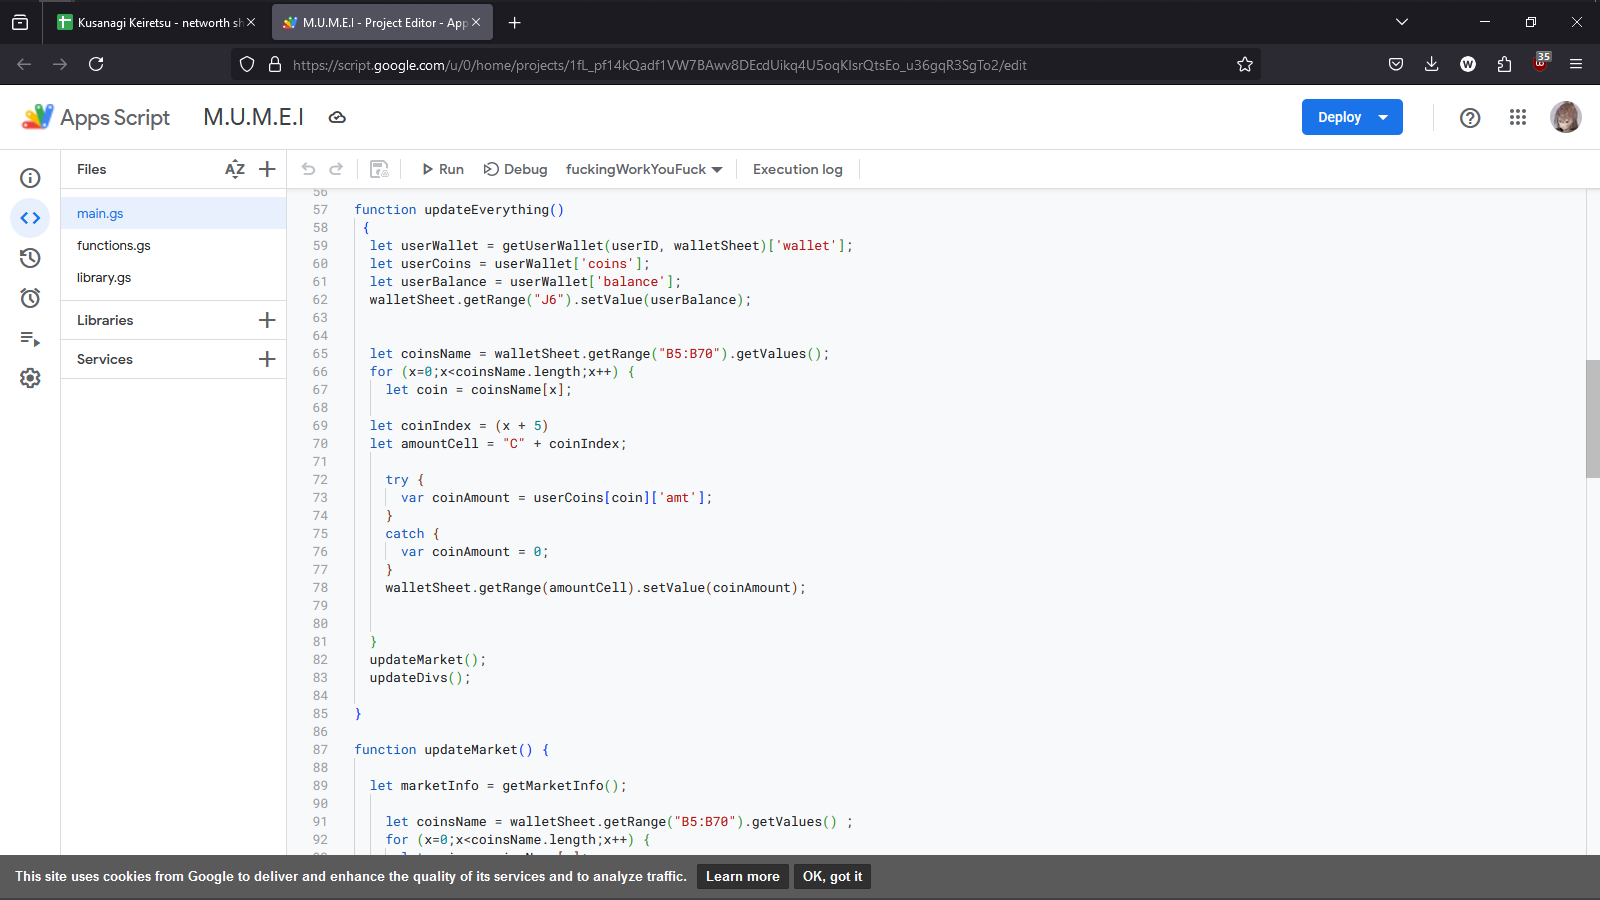 Kusanagi Keiretsu - networth sh
M.U.M.E.I - Project Editor - App
https://script.google.com/u/0/home/projects/1fL_pf14kQadf1VW7BAwv8DEcdUikq4U5oqKIsrQtsEo_u36gqR3SgTo2/edit
35
Apps Script M.U.M.E.I
Deploy
Files
AZ
Run Debug fuckingWorkYouFuck Execution log
main.gs
functions.gs
library.gs
Libraries
Services
56
57 function updateEverything()
58 {
59 let userWallet = getUserWallet(userID, walletSheet)['wallet'];
60 let userCoins = userWallet['coins'];
61 let userBalance = userWallet['balance'];
62 walletSheet.getRange("J6").setValue(userBalance);
63
64
65 let coinsName = walletSheet.getRange("B5:B70").getValues();
66 for (x=0;x<coinsName.length;x++) {
67 let coin = coinsName[x];
68
69 let coinIndex = (x + 5)
70 let amountCell = "C" + coinIndex;
71
72 try {
73 var coinAmount = userCoins[coin]['amt'];
74 }
75 catch {
76 var coinAmount = 0;
77 }
78 walletSheet.getRange(amountCell).setValue(coinAmount);
79
80
81 }
82 updateMarket();
83 updateDivs();
84
85 }
86
87 function updateMarket() {
88
89 let marketInfo = getMarketInfo();
90
91 let coinsName = walletSheet.getRange("B5:B70").getValues() ;
92 for (x=0;x<coinsName.length;x++) {
This site uses cookies from Google to deliver and enhance the quality of its services and to analyze traffic. Learn more OK, got it